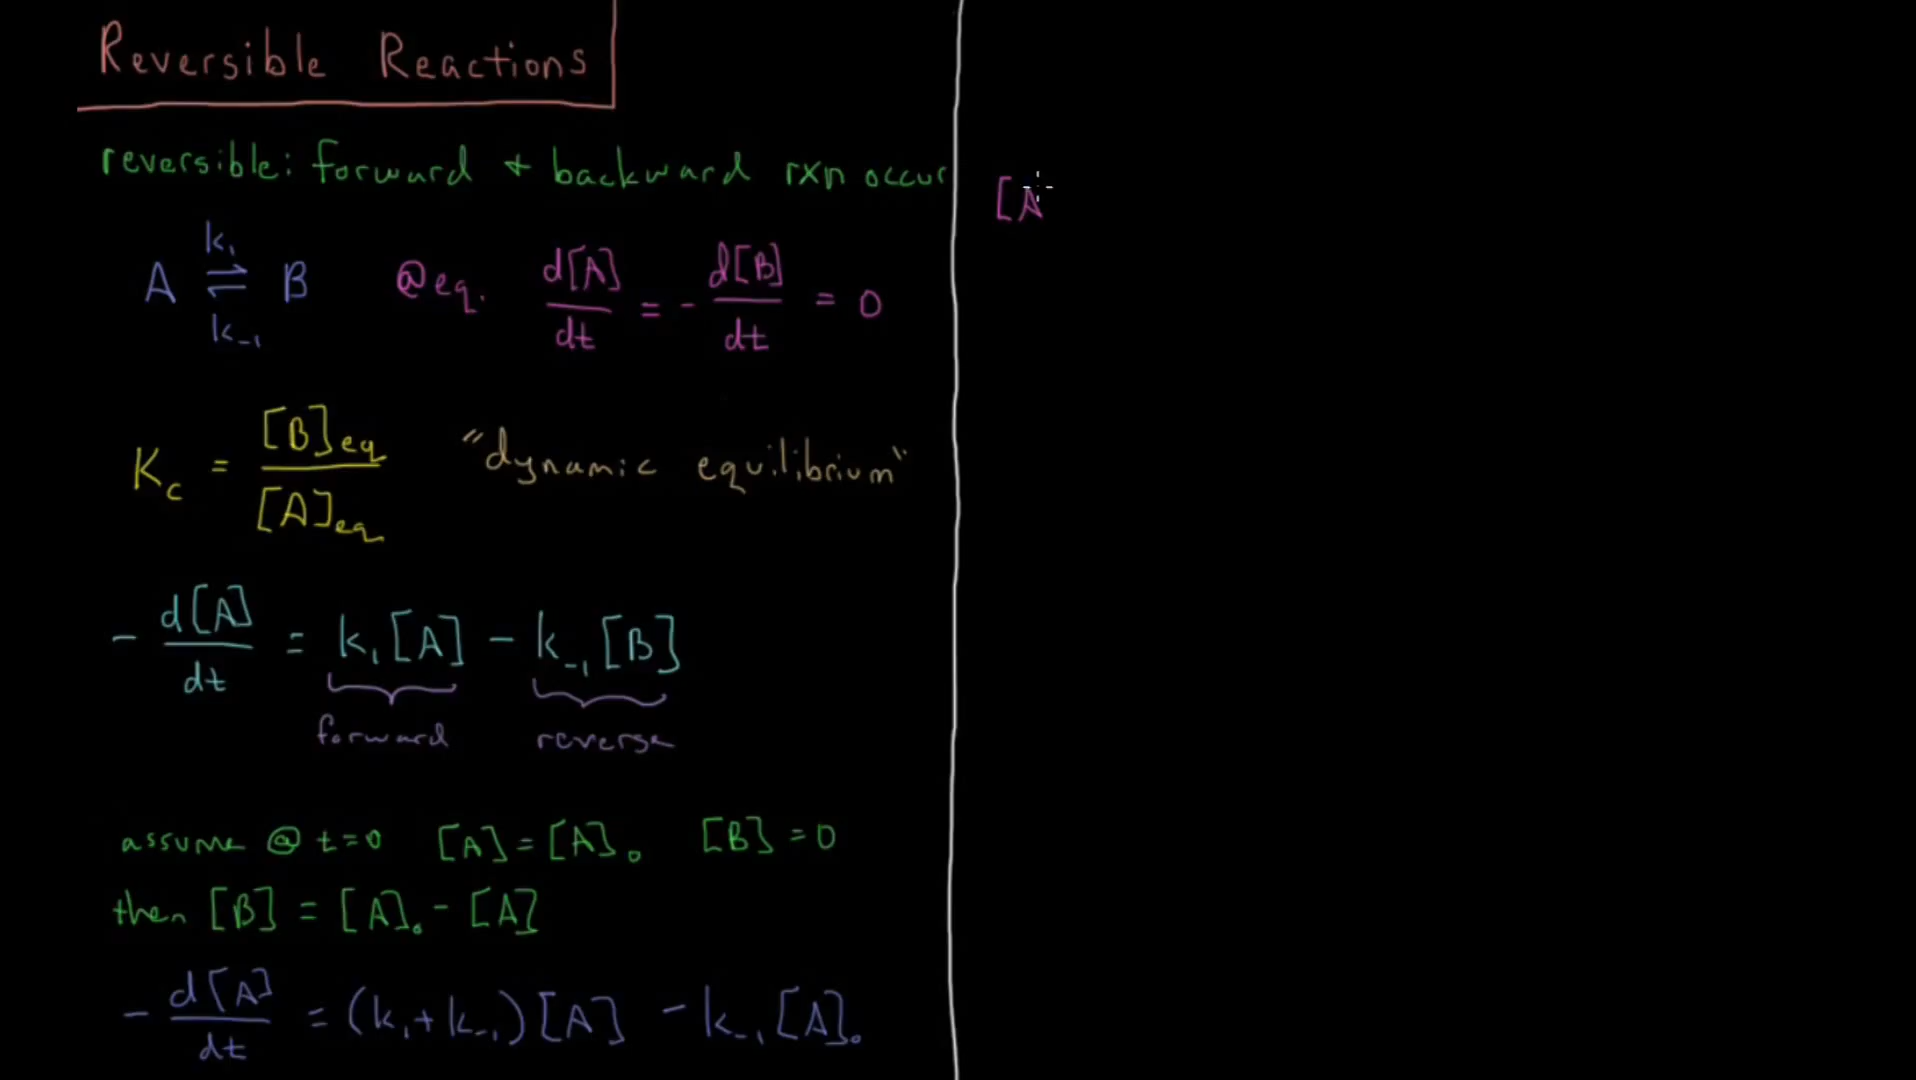 Reversible Reactions
reversible: forward + backward rxn occur
A ⇌ B
k₁
k₋₁
@eq. d[A]/dt = - d[B]/dt = 0
K_c = [B]eq / [A]eq
"dynamic equilibrium"
- d[A]/dt = k₁[A] - k₋₁[B]
forward reverse
assume @ t=0 [A]=[A]₀ [B]=0
then [B] = [A]₀ - [A]
- d[A]/dt = (k₁+k₋₁)[A] - k₋₁[A]₀
[A